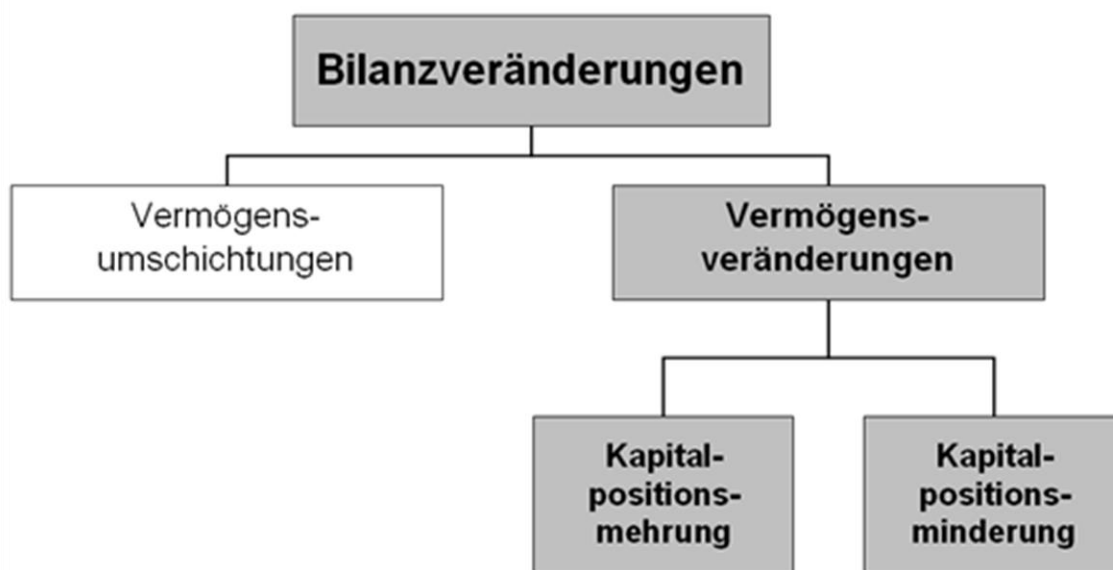 Bilanzveränderungen
Vermögens-
umschichtungen
Vermögens-
veränderungen
Kapital-
positions-
mehrung
Kapital-
positions-
minderung